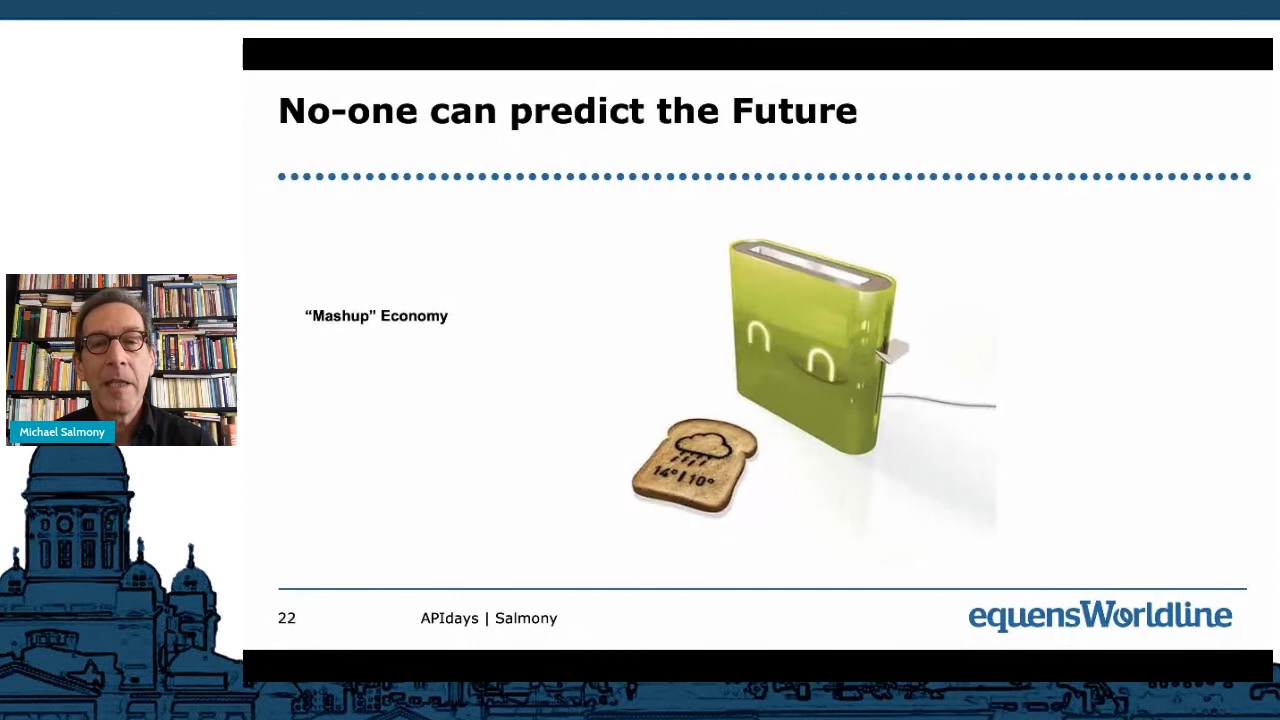 No-one can predict the Future
“Mashup” Economy
14°|10°
Michael Salmony
22
APIdays | Salmony
equensWorldline